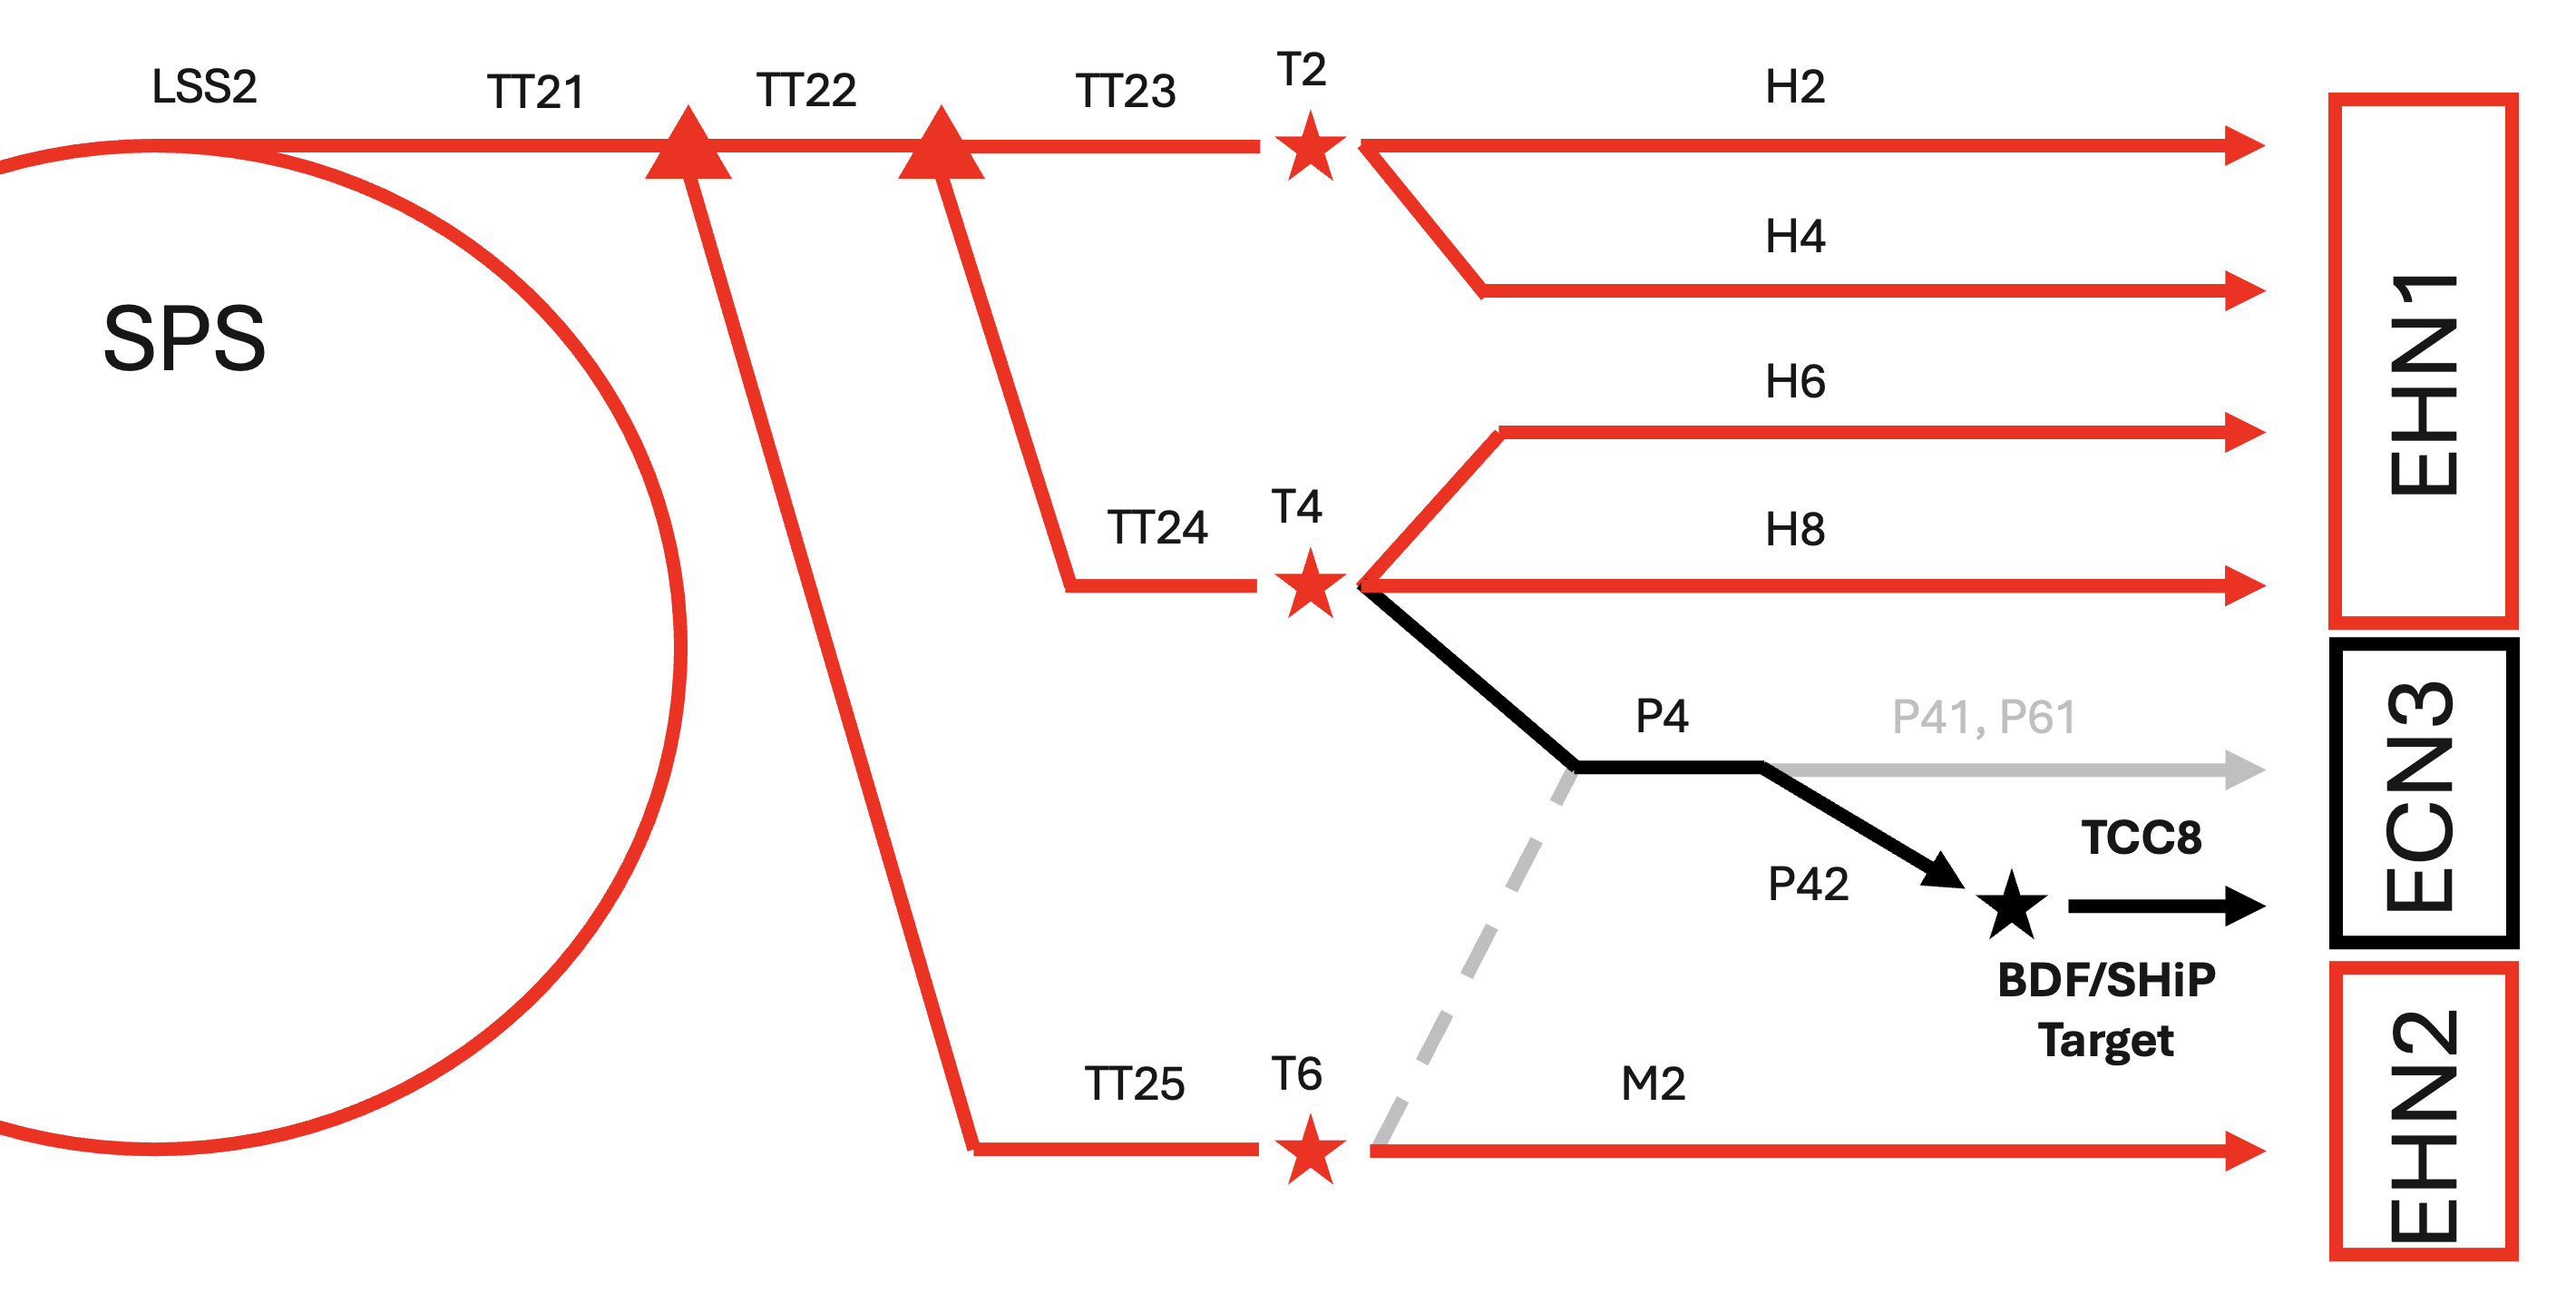 LSS2
TT21
TT22
TT23
T2
H2
H4
SPS
H6
EHN1
TT24
T4
H8
P4
P41, P61
ECN3
TCC8
P42
BDF/SHiP
Target
TT25
T6
M2
EHN2